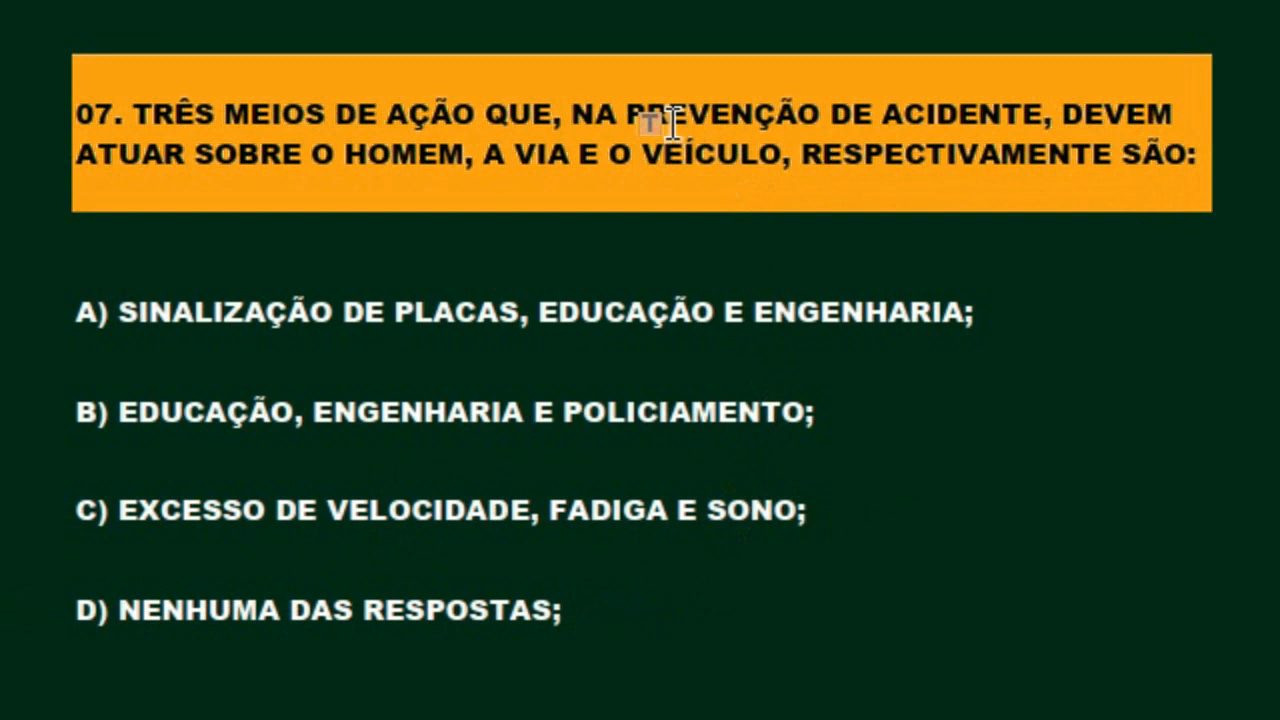 07. TRÊS MEIOS DE AÇÃO QUE, NA PREVENÇÃO DE ACIDENTE, DEVEM
ATUAR SOBRE O HOMEM, A VIA E O VEÍCULO, RESPECTIVAMENTE SÃO:
A) SINALIZAÇÃO DE PLACAS, EDUCAÇÃO E ENGENHARIA;
B) EDUCAÇÃO, ENGENHARIA E POLICIAMENTO;
C) EXCESSO DE VELOCIDADE, FADIGA E SONO;
D) NENHUMA DAS RESPOSTAS;